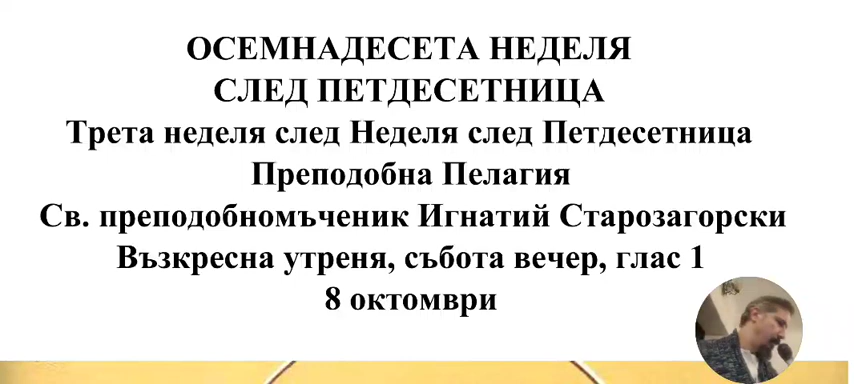 ОСЕМНАДЕСЕТА НЕДЕЛЯ
СЛЕД ПЕТДЕСЕТНИЦА
Трета неделя след Неделя след Петдесетница
Преподобна Пелагия
Св. преподобномъченик Игнатий Старозагорски
Възкресна утреня, събота вечер, глас 1
8 октомври